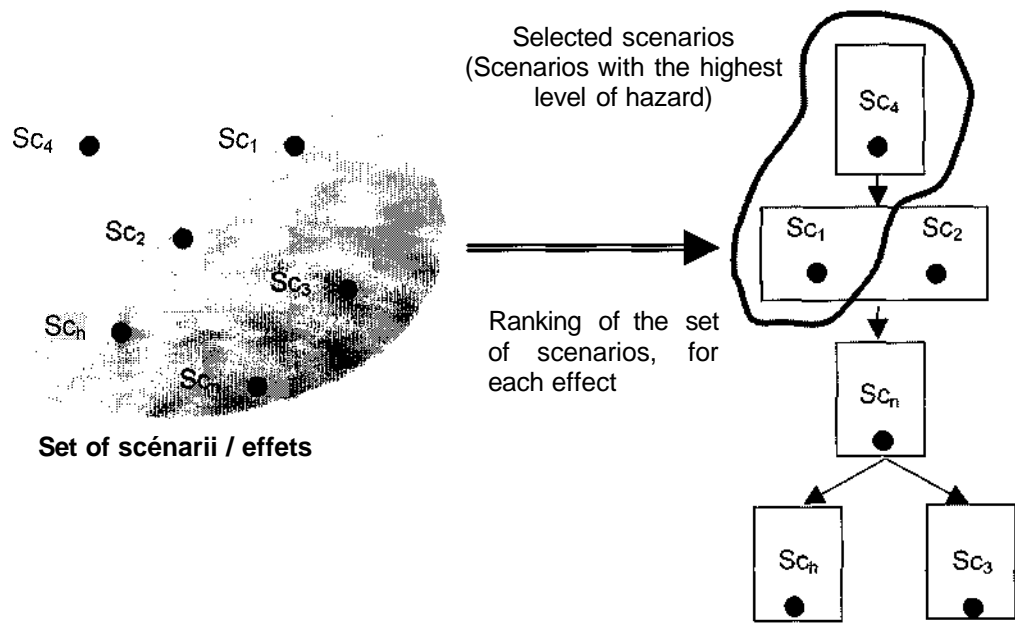 Selected scenarios
(Scenarios with the highest
level of hazard)
Sc₄
Sc₄
Sc₁
Sc₂
Sc₁
Sc₂
Sc₃
Scₕ
Ranking of the set
of scenarios, for
each effect
Scₙ
Scₙ
Set of scénarii / effets
Scₕ
Sc₃